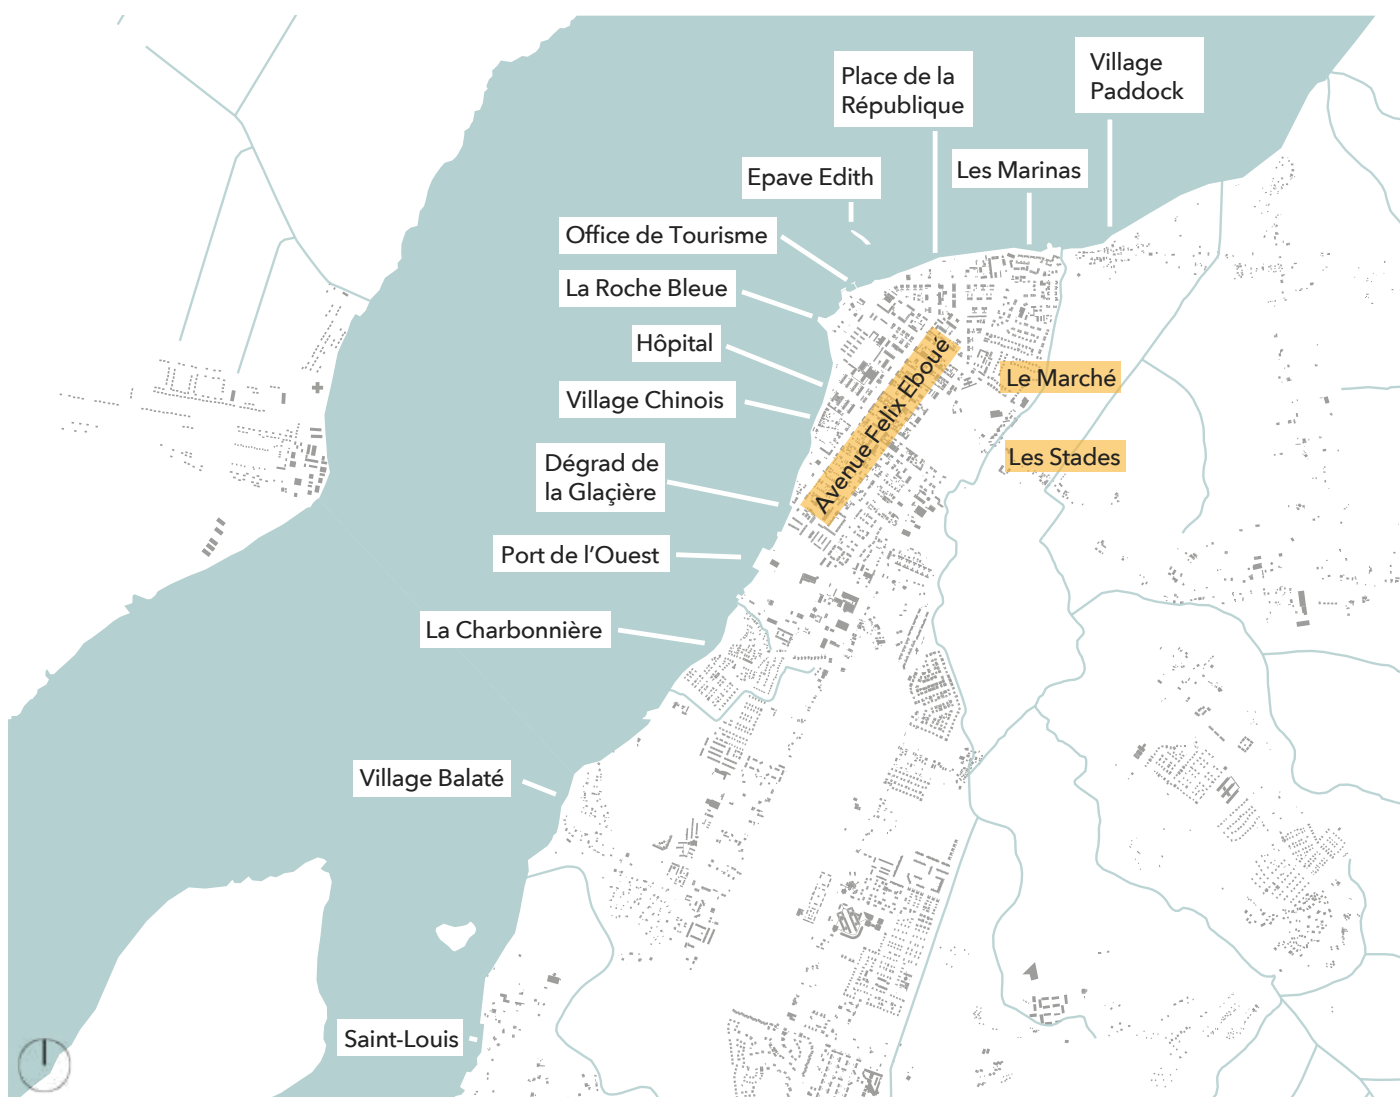 Village
Paddock
Place de la
République
Les Marinas
Epave Edith
Office de Tourisme
La Roche Bleue
Hôpital
Avenue Felix Eboué
Le Marché
Village Chinois
Les Stades
Dégrad de
la Glaçière
Port de l'Ouest
La Charbonnière
Village Balaté
Saint-Louis